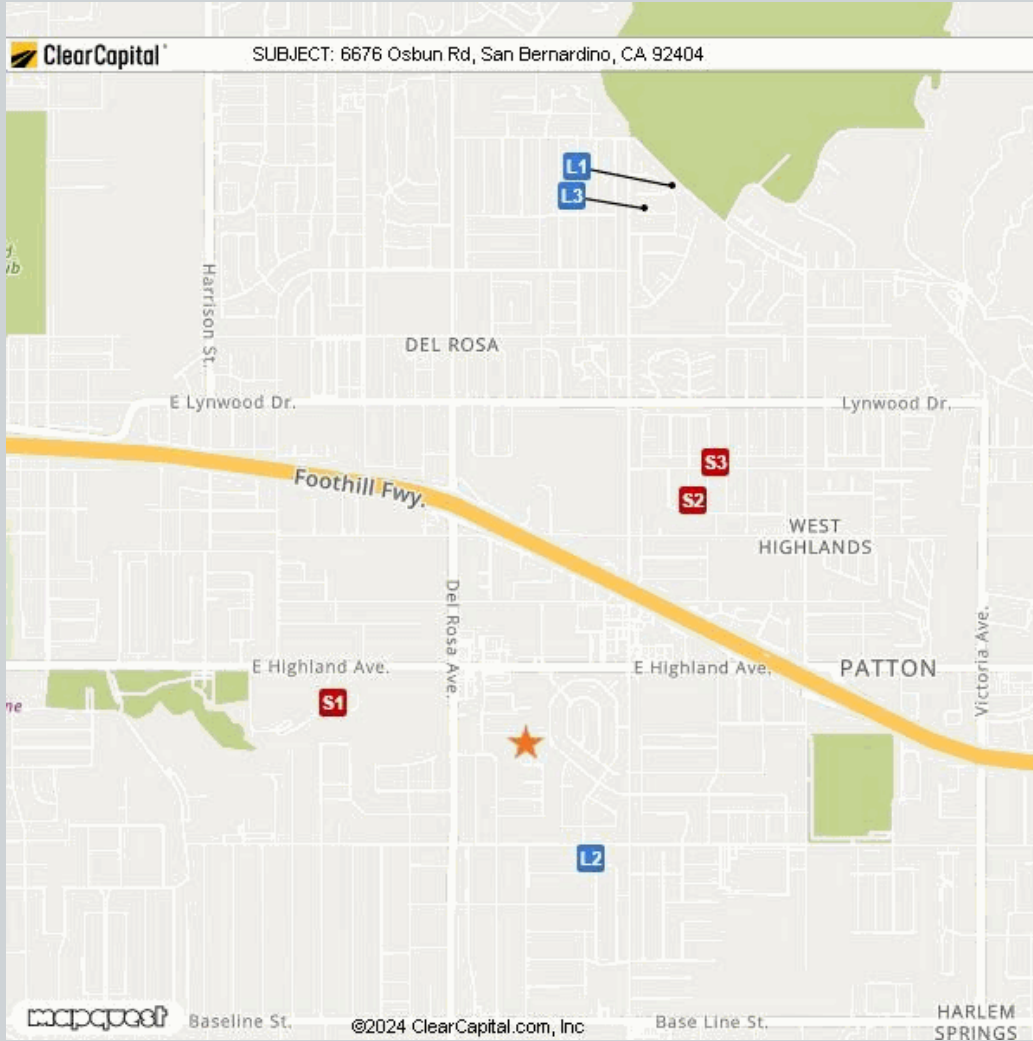 ClearCapital
SUBJECT: 6676 Osbun Rd, San Bernardino, CA 92404
L1
L3
Harrison St.
DEL ROSA
E Lynwood Dr.
Lynwood Dr.
Foothill Fwy.
S3
S2
WEST
HIGHLANDS
Del Rosa Ave.
Victoria Ave.
E Highland Ave.
E Highland Ave.
PATTON
S1
L2
mapquest
Baseline St.
©2024 ClearCapital.com, Inc
Base Line St.
HARLEM
SPRINGS